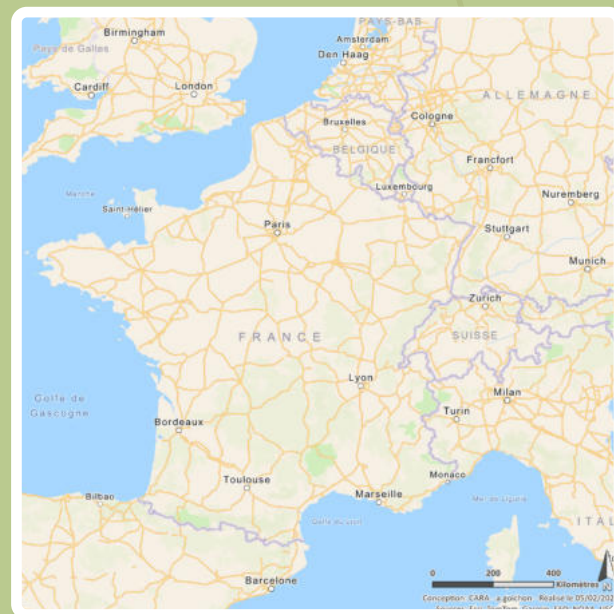 PAYS-BAS
Birmingham
Amsterdam
Pays de Galles
Den Haag
Cardiff
London
ALLEMAGNE
Bruxelles
Cologne
BELGIQUE
Francfort
Luxembourg
Manche
Nuremberg
Saint-Hélier
Paris
Stuttgart
Munich
Zurich
FRANCE
SUISSE
Lyon
Golfe de
Gascogne
Milan
Turin
Bordeaux
Toulouse
Monaco
Bilbao
Marseille
Mer de Ligurie
Golfe du Lion
ITAL
0 200 400
Kilomètres
Barcelone
Conception CARA
Réalisé le 05/02/20